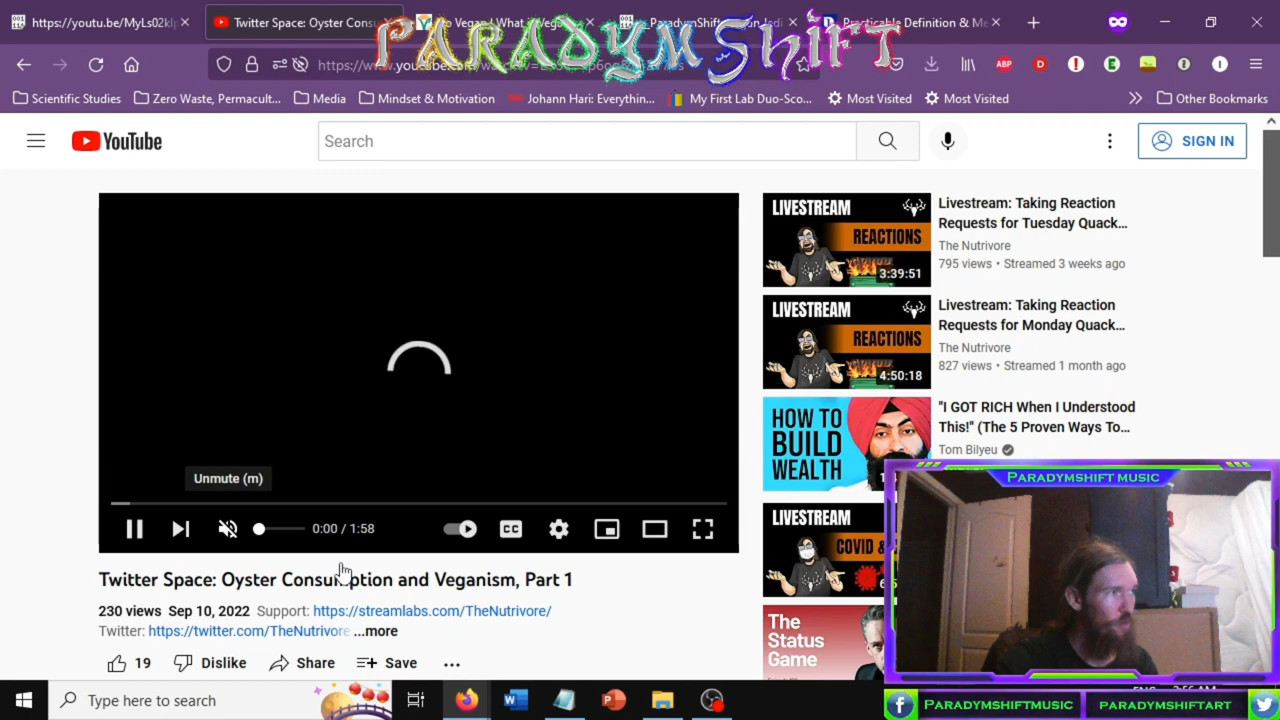 https://youtu.be/MyLs02kl
Twitter Space: Oyster Consu
ParadymShift
Practicable Definition & Me
PARADYMSHIFT
ABP
Scientific Studies
Zero Waste, Permacult...
Media
Mindset & Motivation
Johann Hari: Everythin...
My First Lab Duo-Sco...
Most Visited
Most Visited
Other Bookmarks
YouTube
Search
SIGN IN
Unmute (m)
0:00 / 1:58
CC
Twitter Space: Oyster Consumption and Veganism, Part 1
230 views Sep 10, 2022 Support: https://streamlabs.com/TheNutrivore/
Twitter: https://twitter.com/TheNutrivore ...more
19
Dislike
Share
Save
LIVESTREAM
REACTIONS
3:39:51
Livestream: Taking Reaction
Requests for Tuesday Quack...
The Nutrivore
795 views • Streamed 3 weeks ago
LIVESTREAM
REACTIONS
4:50:18
Livestream: Taking Reaction
Requests for Monday Quack...
The Nutrivore
827 views • Streamed 1 month ago
HOW TO
BUILD
WEALTH
"I GOT RICH When I Understood
This!" (The 5 Proven Ways To...
Tom Bilyeu
LIVESTREAM
COVID &
The
Status
Game
Paradymshift music
Type here to search
Paradymshiftmusic
paradymshiftart